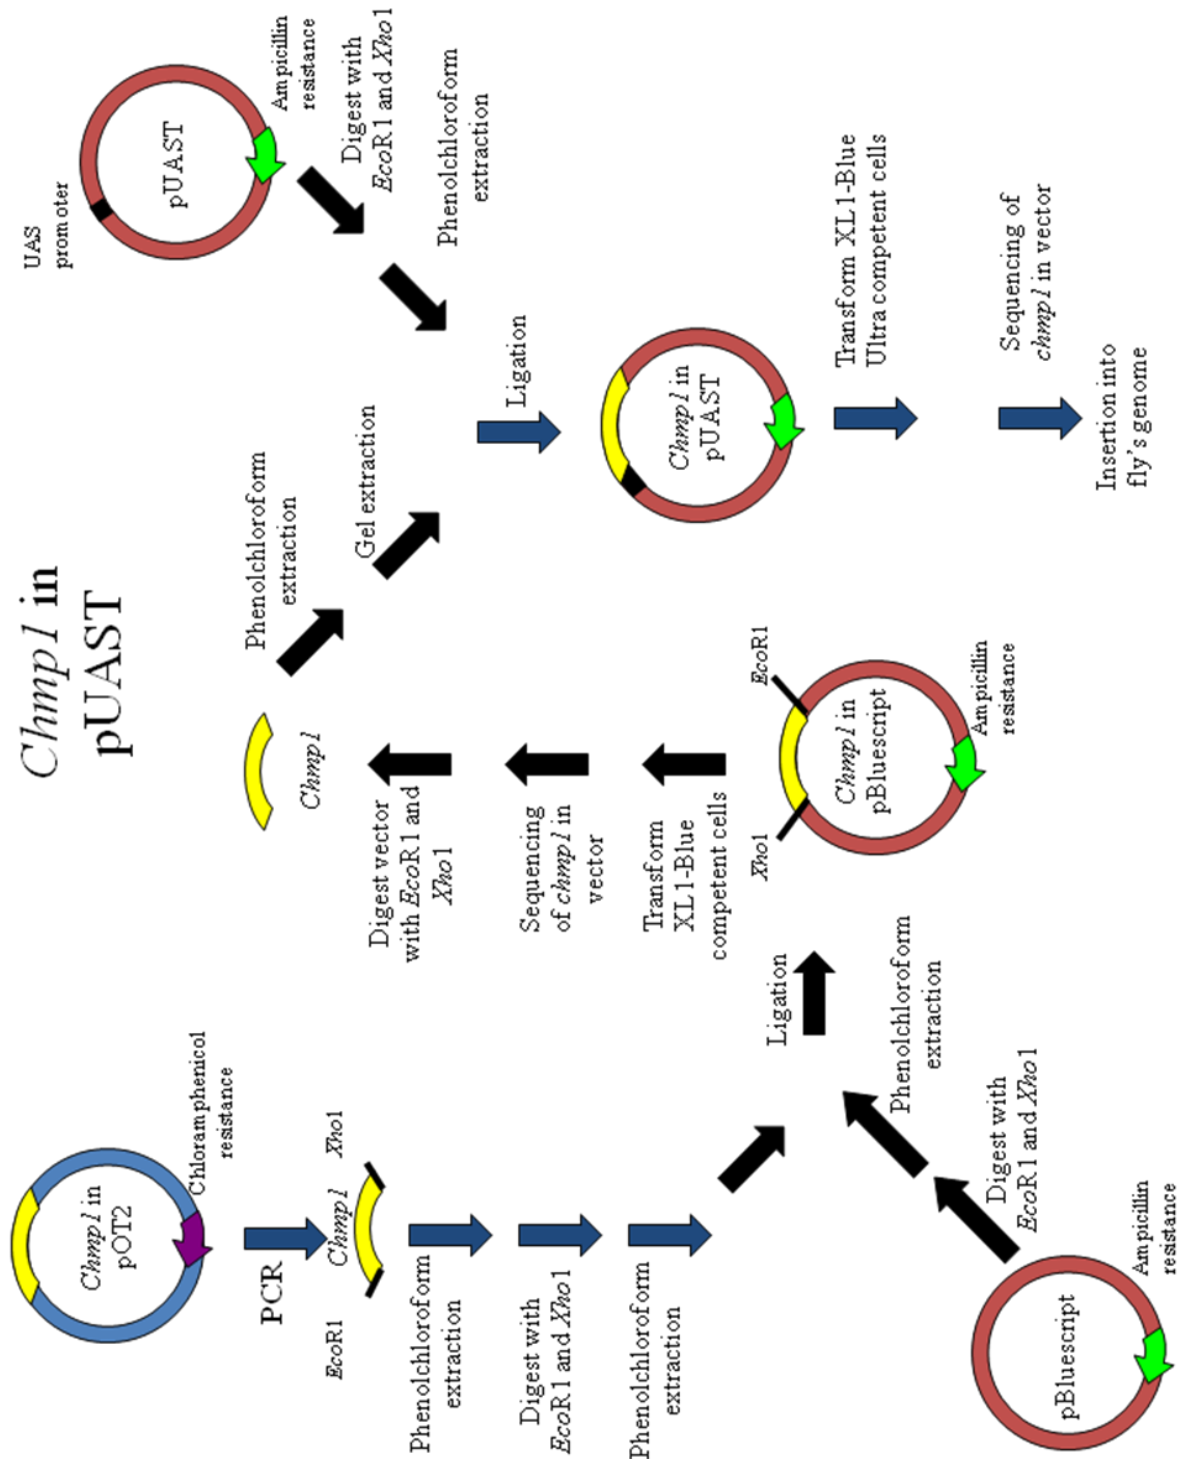 Chmp1 in
pUAST
Chmp1 in
pOT2
Chloramphenicol
resistance
PCR
EcoR1
Chmp1
Xho1
Phenolchloroform
extraction
Digest with
EcoR1 and Xho1
Phenolchloroform
extraction
pBluescript
Ampicillin
resistance
Digest with
EcoR1 and Xho1
Phenolchloroform
extraction
Ligation
Xho1
EcoR1
Chmp1 in
pBluescript
Ampicillin
resistance
Transform
XL1-Blue
competent cells
Sequencing
of chmp1 in
vector
Digest vector
with EcoR1 and
Xho1
Chmp1
Phenolchloroform
extraction
Gel extraction
UAS
promoter
pUAST
Ampicillin
resistance
Digest with
EcoR1 and Xho1
Phenolchloroform
extraction
Ligation
Chmp1 in
pUAST
Transform XL1-Blue
Ultra competent cells
Sequencing of
chmp1 in vector
Insertion into
fly's genome